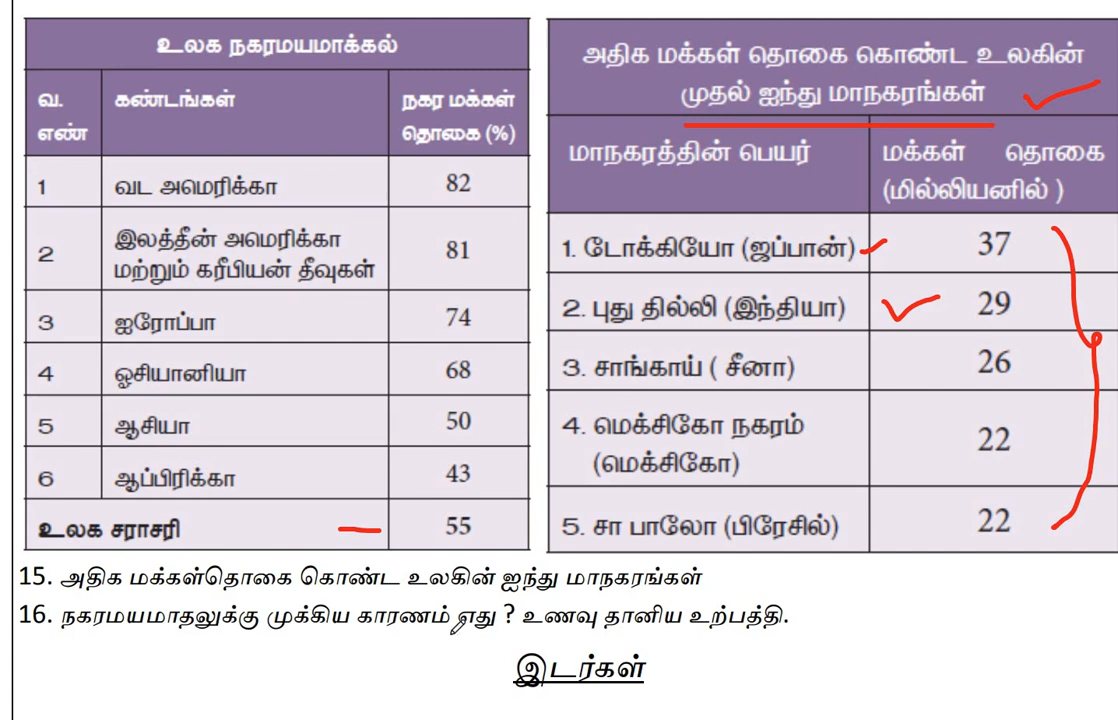 உலக நகரமயமாக்கல்
வ. எண் கண்டங்கள் நகர மக்கள் தொகை (%)
1 வட அமெரிக்கா 82
2 இலத்தீன் அமெரிக்கா மற்றும் கரீபியன் தீவுகள் 81
3 ஐரோப்பா 74
4 ஓசியானியா 68
5 ஆசியா 50
6 ஆப்பிரிக்கா 43
உலக சராசரி 55
அதிக மக்கள் தொகை கொண்ட உலகின்
முதல் ஐந்து மாநகரங்கள்
மாநகரத்தின் பெயர் மக்கள் தொகை (மில்லியனில் )
1. டோக்கியோ (ஜப்பான்) 37
2. புது தில்லி (இந்தியா) 29
3. சாங்காய் ( சீனா) 26
4. மெக்சிகோ நகரம் (மெக்சிகோ) 22
5. சா பாலோ (பிரேசில்) 22
15. அதிக மக்கள்தொகை கொண்ட உலகின் ஐந்து மாநகரங்கள்
16. நகரமயமாதலுக்கு முக்கிய காரணம் எது ? உணவு தானிய உற்பத்தி.
இடர்கள்